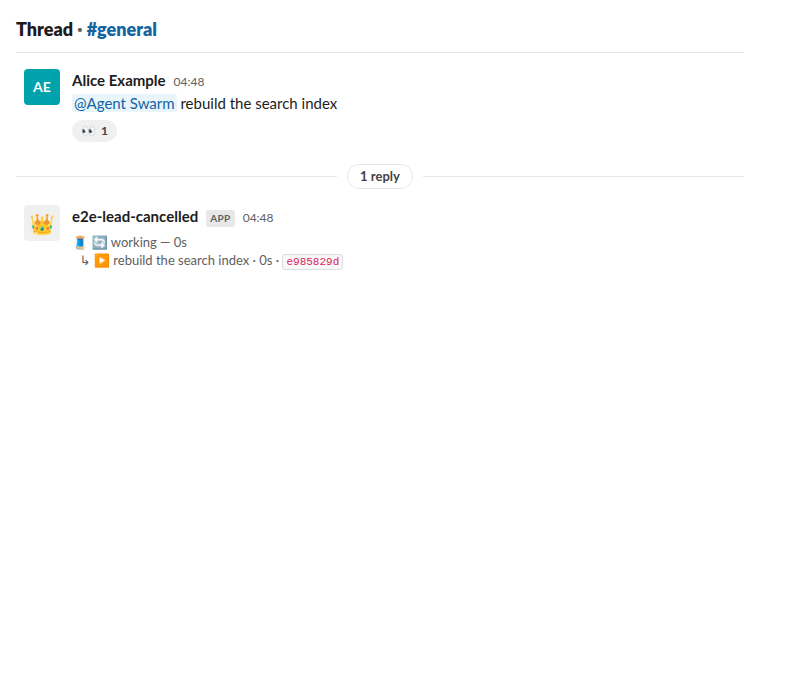 Thread • #general
AE
Alice Example 04:48
@Agent Swarm rebuild the search index
👀 1
1 reply
e2e-lead-cancelled APP 04:48
🧵 🔄 working — 0s
↳ ▶️ rebuild the search index · 0s · e985829d